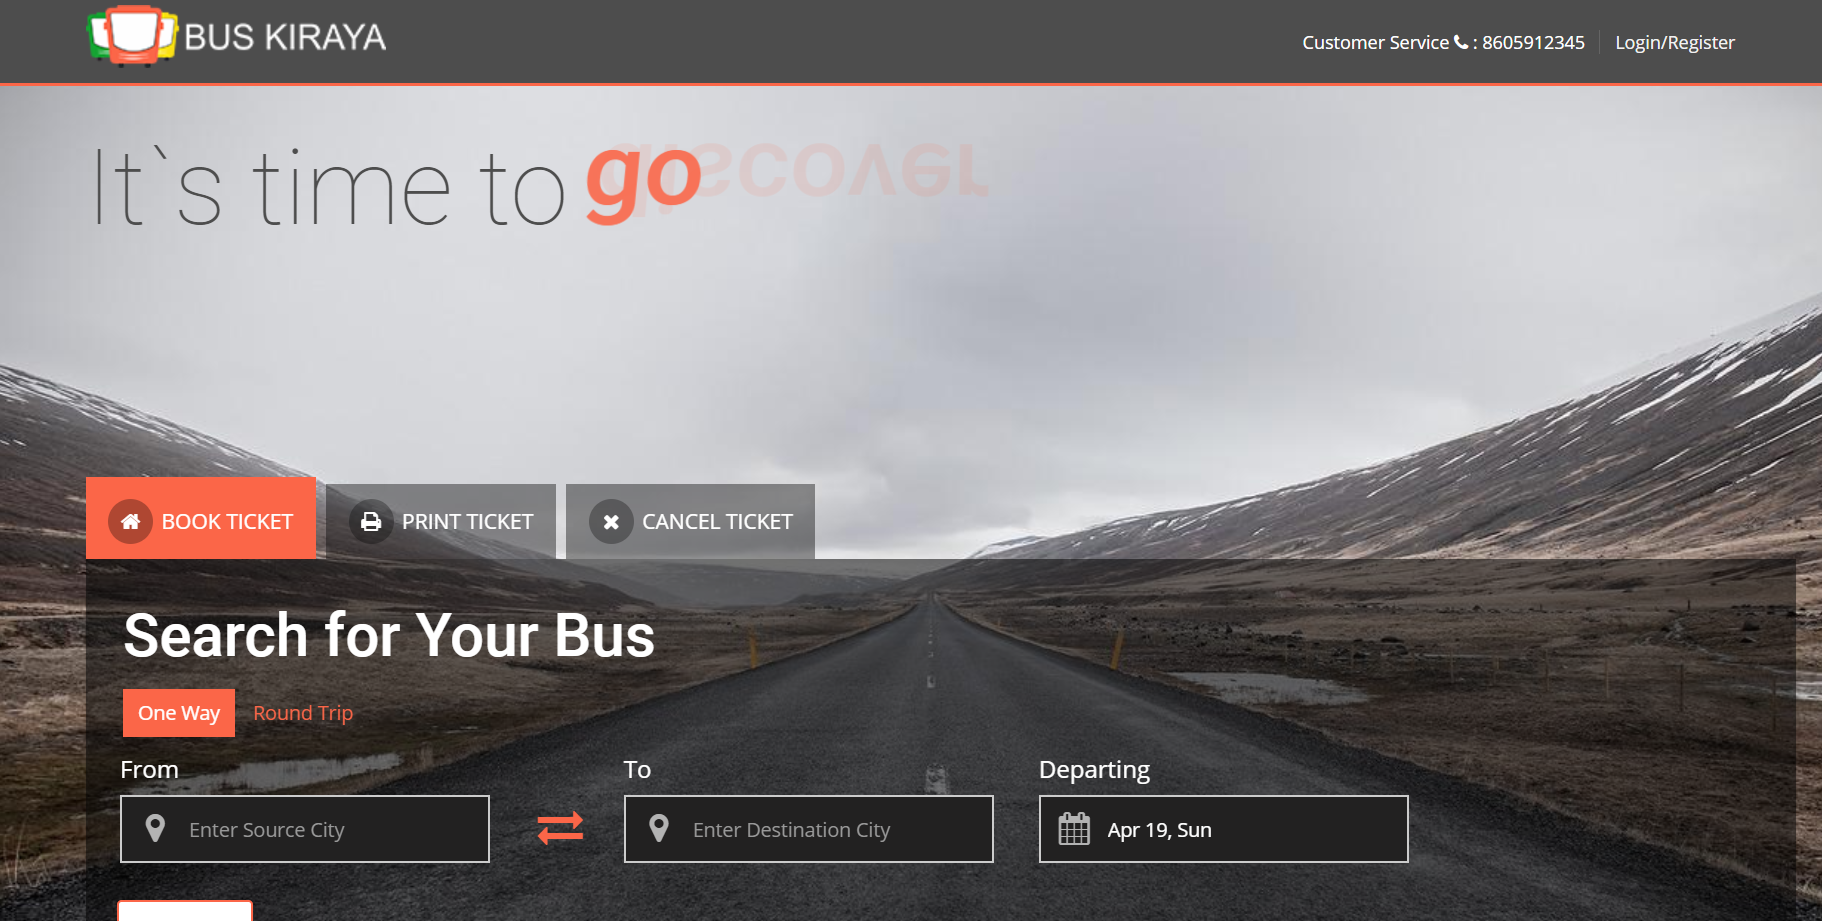 BUS KIRAYA
Customer Service : 8605912345 Login/Register
It`s time to go discover
BOOK TICKET PRINT TICKET CANCEL TICKET
Search for Your Bus
One Way Round Trip
From To Departing
Enter Source City Enter Destination City Apr 19, Sun